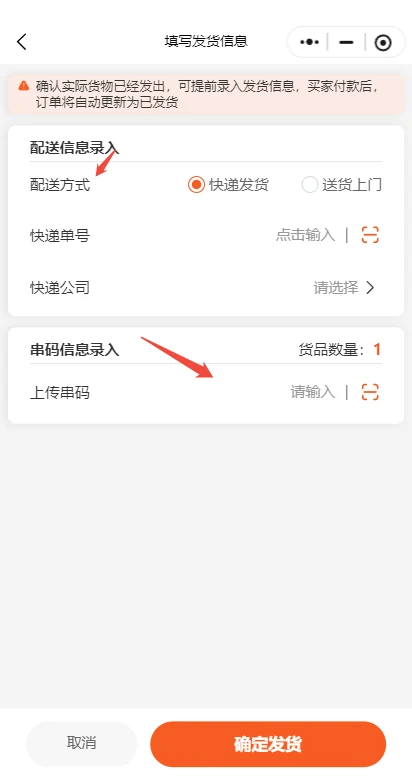 填写发货信息
确认实际货物已经发出，可提前录入发货信息，买家付款后，
订单将自动更新为已发货
配送信息录入
配送方式 快递发货 送货上门
快递单号 点击输入 |
快递公司 请选择
串码信息录入 货品数量：1
上传串码 请输入 |
取消 确定发货